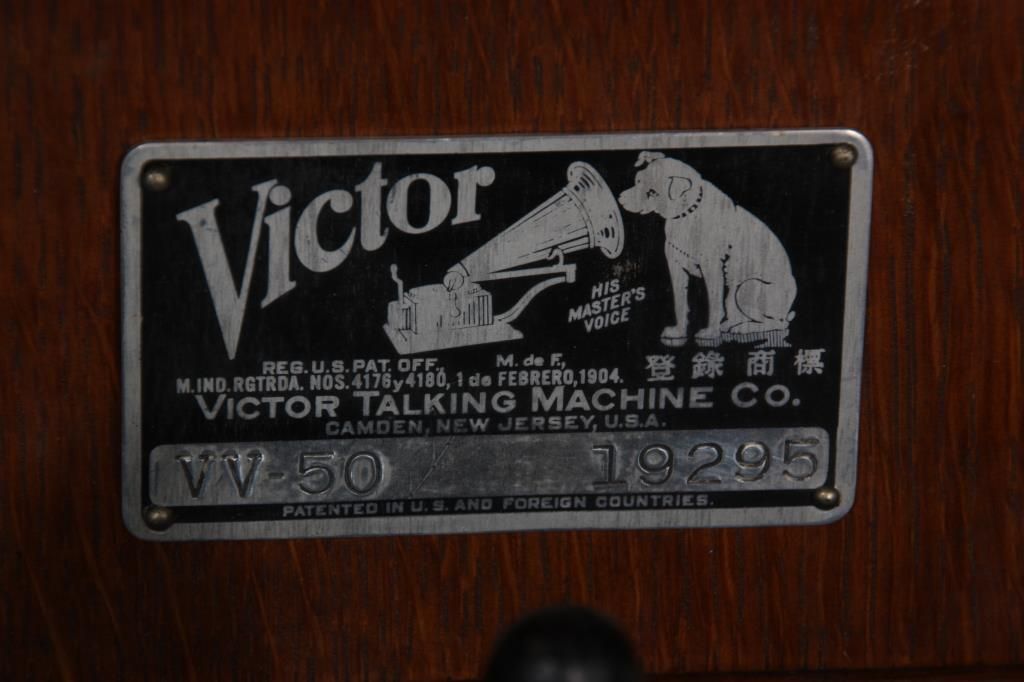 Victor
HIS
MASTER'S
VOICE
REG. U.S. PAT. OFF., M. de F.,
M. IND. RGTRDA. NOS. 4176 y 4180, 1 de FEBRERO, 1904.
登錄商標
VICTOR TALKING MACHINE CO.
CAMDEN, NEW JERSEY, U.S.A.
VV-50 19295
PATENTED IN U.S. AND FOREIGN COUNTRIES.